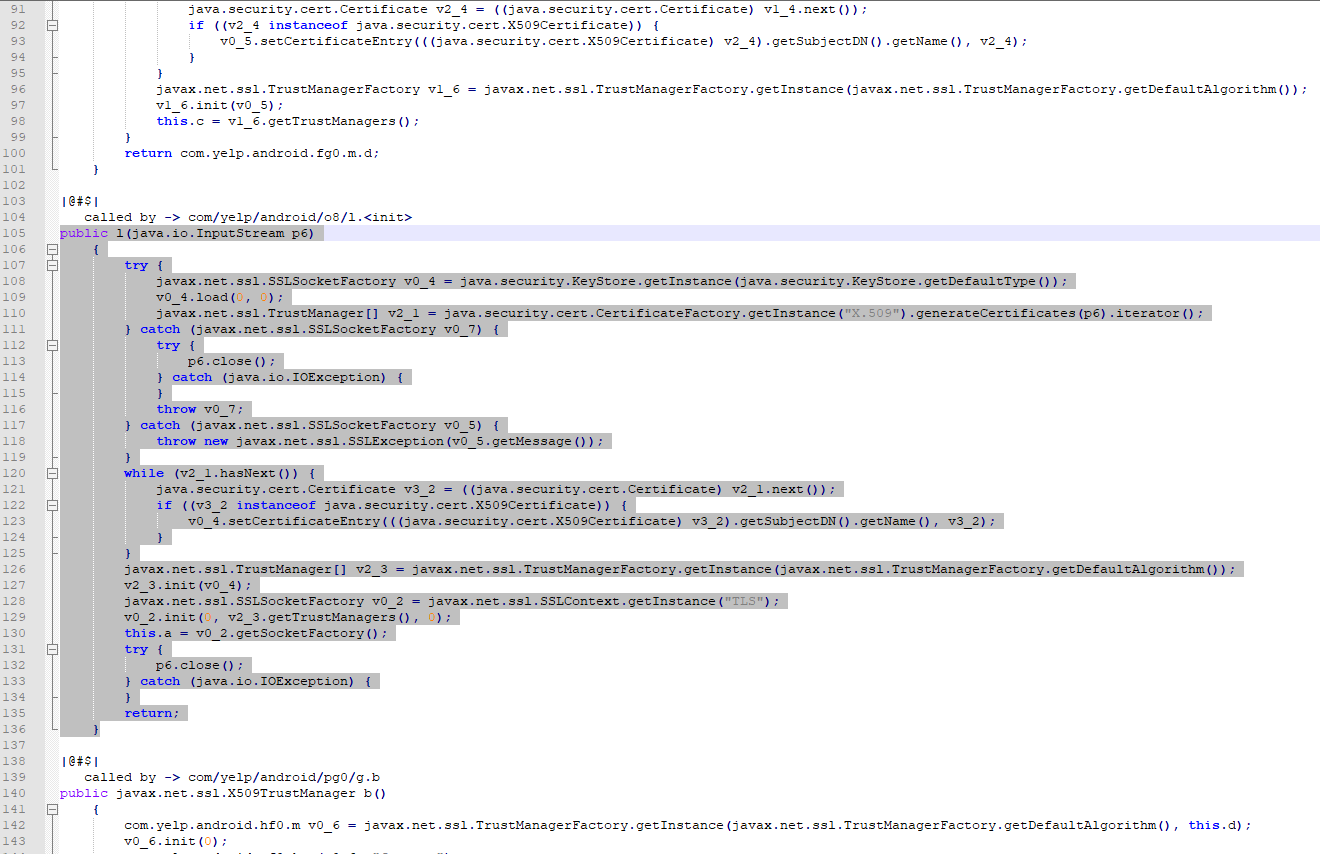 91 java.security.cert.Certificate v2_4 = ((java.security.cert.Certificate) v1_4.next());
92 if ((v2_4 instanceof java.security.cert.X509Certificate)) {
93 v0_5.setCertificateEntry(((java.security.cert.X509Certificate) v2_4).getSubjectDN().getName(), v2_4);
94 }
95 }
96 javax.net.ssl.TrustManagerFactory v1_6 = javax.net.ssl.TrustManagerFactory.getInstance(javax.net.ssl.TrustManagerFactory.getDefaultAlgorithm());
97 v1_6.init(v0_5);
98 this.c = v1_6.getTrustManagers();
99 }
100 return com.yelp.android.fg0.m.d;
101 }
102
103 |@#$|
104 called by -> com/yelp/android/o8/l.<init>
105 public l(java.io.InputStream p6)
106 {
107 try {
108 javax.net.ssl.SSLSocketFactory v0_4 = java.security.KeyStore.getInstance(java.security.KeyStore.getDefaultType());
109 v0_4.load(0, 0);
110 javax.net.ssl.TrustManager[] v2_1 = java.security.cert.CertificateFactory.getInstance("X.509").generateCertificates(p6).iterator();
111 } catch (javax.net.ssl.SSLSocketFactory v0_7) {
112 try {
113 p6.close();
114 } catch (java.io.IOException) {
115 }
116 throw v0_7;
117 } catch (javax.net.ssl.SSLSocketFactory v0_5) {
118 throw new javax.net.ssl.SSLException(v0_5.getMessage());
119 }
120 while (v2_1.hasNext()) {
121 java.security.cert.Certificate v3_2 = ((java.security.cert.Certificate) v2_1.next());
122 if ((v3_2 instanceof java.security.cert.X509Certificate)) {
123 v0_4.setCertificateEntry(((java.security.cert.X509Certificate) v3_2).getSubjectDN().getName(), v3_2);
124 }
125 }
126 javax.net.ssl.TrustManager[] v2_3 = javax.net.ssl.TrustManagerFactory.getInstance(javax.net.ssl.TrustManagerFactory.getDefaultAlgorithm());
127 v2_3.init(v0_4);
128 javax.net.ssl.SSLSocketFactory v0_2 = javax.net.ssl.SSLContext.getInstance("TLS");
129 v0_2.init(0, v2_3.getTrustManagers(), 0);
130 this.a = v0_2.getSocketFactory();
131 try {
132 p6.close();
133 } catch (java.io.IOException) {
134 }
135 return;
136 }
137
138 |@#$|
139 called by -> com/yelp/android/pg0/g.b
140 public javax.net.ssl.X509TrustManager b()
141 {
142 com.yelp.android.hf0.m v0_6 = javax.net.ssl.TrustManagerFactory.getInstance(javax.net.ssl.TrustManagerFactory.getDefaultAlgorithm(), this.d);
143 v0_6.init(0);